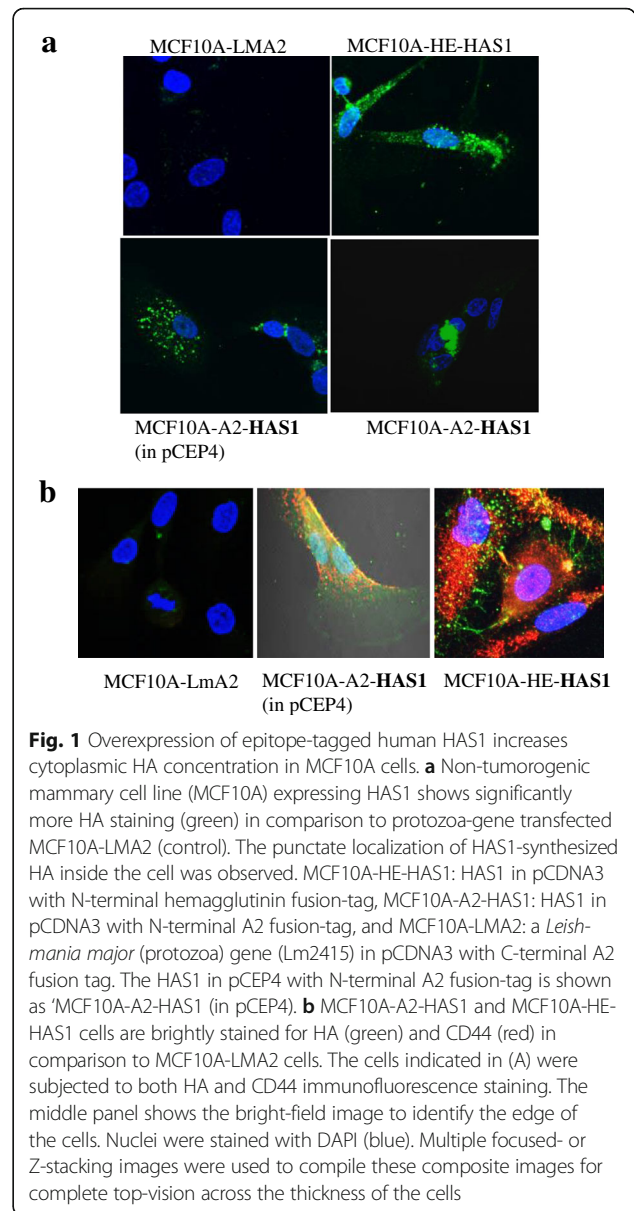 a
MCF10A-LMA2 MCF10A-HE-HAS1
MCF10A-A2-HAS1 MCF10A-A2-HAS1
(in pCEP4)
b
MCF10A-LmA2 MCF10A-A2-HAS1 MCF10A-HE-HAS1
(in pCEP4)
Fig. 1 Overexpression of epitope-tagged human HAS1 increases
cytoplasmic HA concentration in MCF10A cells. a Non-tumorogenic
mammary cell line (MCF10A) expressing HAS1 shows significantly
more HA staining (green) in comparison to protozoa-gene transfected
MCF10A-LMA2 (control). The punctate localization of HAS1-synthesized
HA inside the cell was observed. MCF10A-HE-HAS1: HAS1 in pCDNA3
with N-terminal hemagglutinin fusion-tag, MCF10A-A2-HAS1: HAS1 in
pCDNA3 with N-terminal A2 fusion-tag, and MCF10A-LMA2: a Leish-
mania major (protozoa) gene (Lm2415) in pCDNA3 with C-terminal A2
fusion tag. The HAS1 in pCEP4 with N-terminal A2 fusion-tag is shown
as ‘MCF10A-A2-HAS1 (in pCEP4). b MCF10A-A2-HAS1 and MCF10A-HE-
HAS1 cells are brightly stained for HA (green) and CD44 (red) in
comparison to MCF10A-LMA2 cells. The cells indicated in (A) were
subjected to both HA and CD44 immunofluorescence staining. The
middle panel shows the bright-field image to identify the edge of
the cells. Nuclei were stained with DAPI (blue). Multiple focused- or
Z-stacking images were used to compile these composite images for
complete top-vision across the thickness of the cells